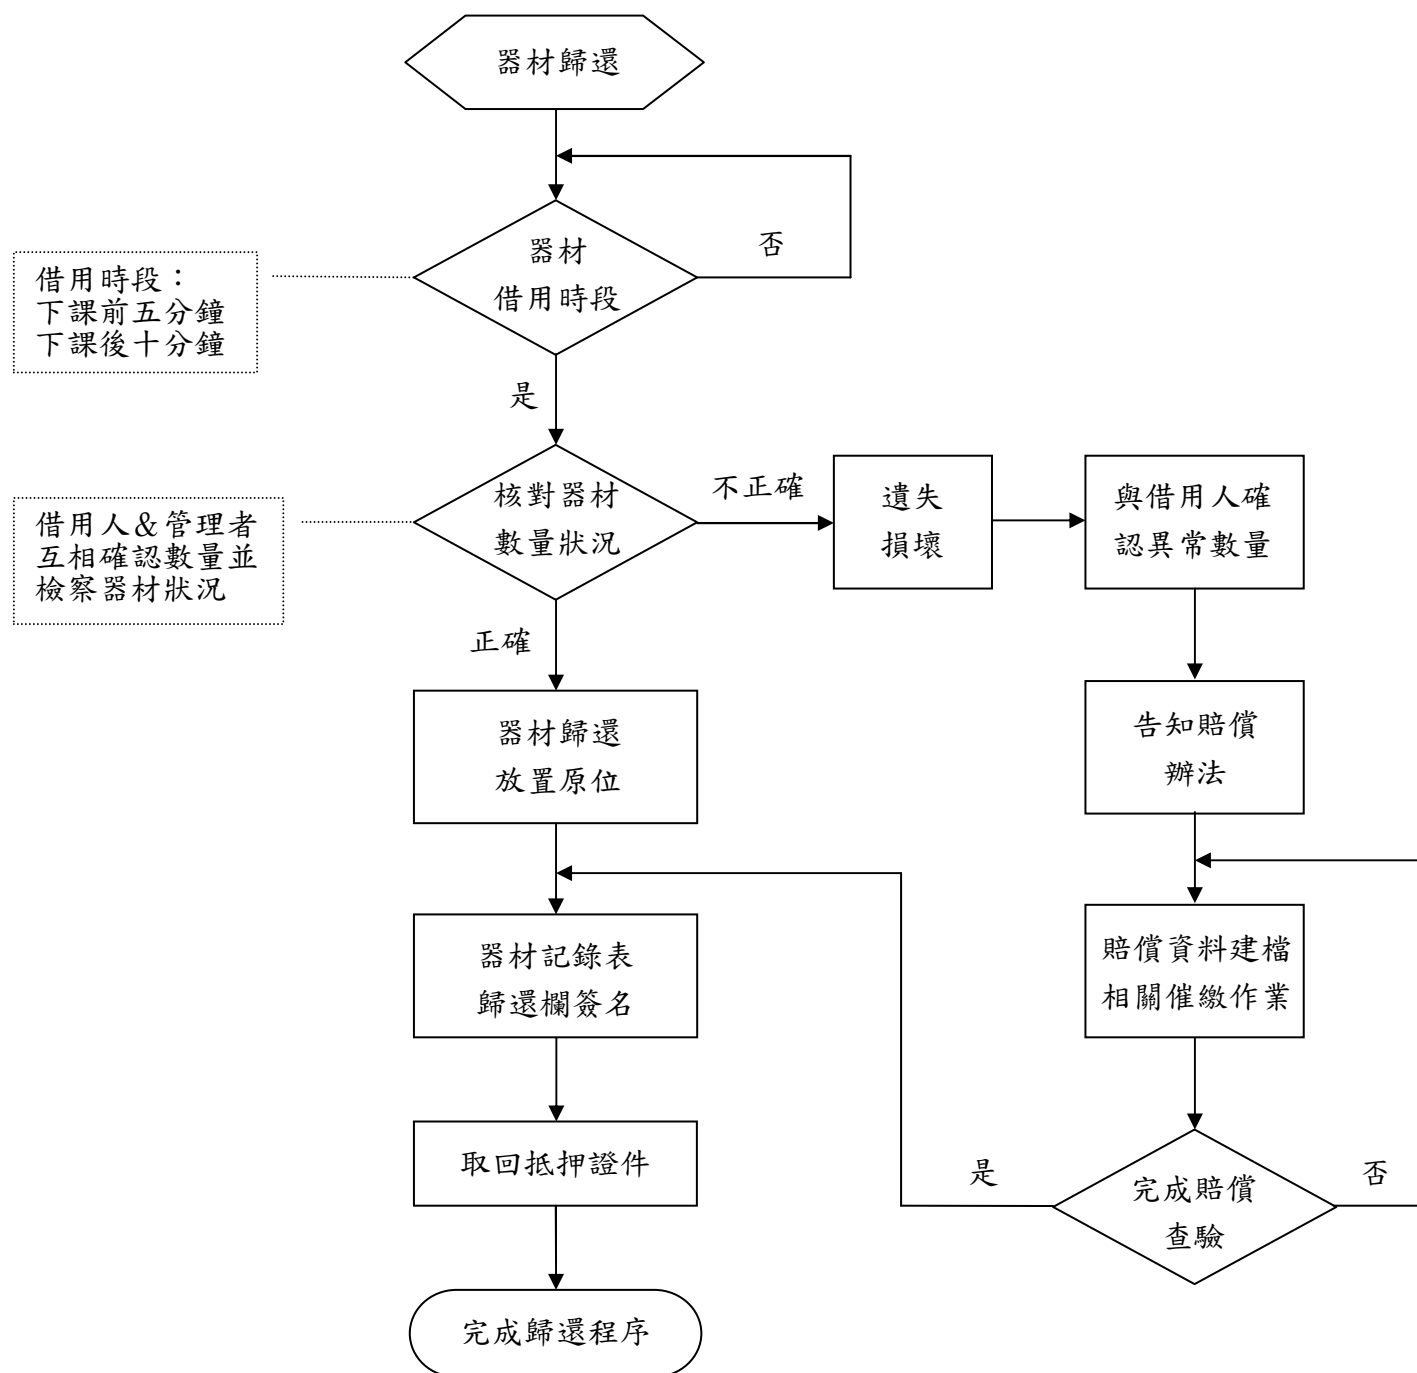 器材歸還
器材
借用時段
否
借用時段：
下課前五分鐘
下課後十分鐘
是
核對器材
數量狀況
不正確
遺失
損壞
與借用人確
認異常數量
借用人&管理者
互相確認數量並
檢察器材狀況
正確
器材歸還
放置原位
告知賠償
辦法
器材記錄表
歸還欄簽名
賠償資料建檔
相關催繳作業
取回抵押證件
是
完成賠償
查驗
否
完成歸還程序